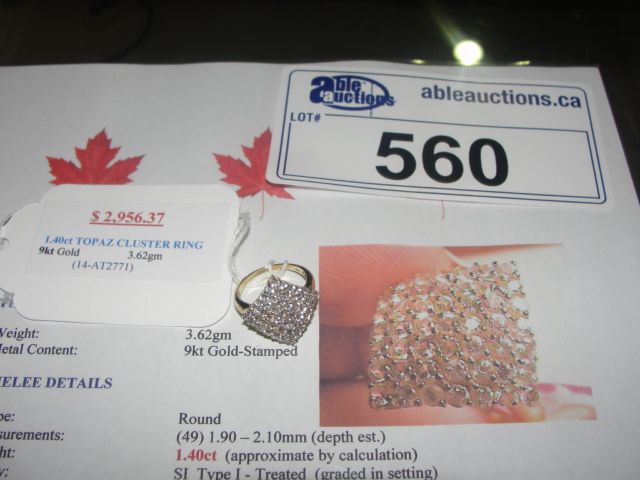 able auctions
ableauctions.ca
LOT#
560
$ 2,956.37
1.40ct TOPAZ CLUSTER RING
9kt Gold 3.62gm
(14-AT2771)
Weight: 3.62gm
Metal Content: 9kt Gold-Stamped
MELEE DETAILS
Round
(49) 1.90 – 2.10mm (depth est.)
1.40ct (approximate by calculation)
SI Type I - Treated (graded in setting)